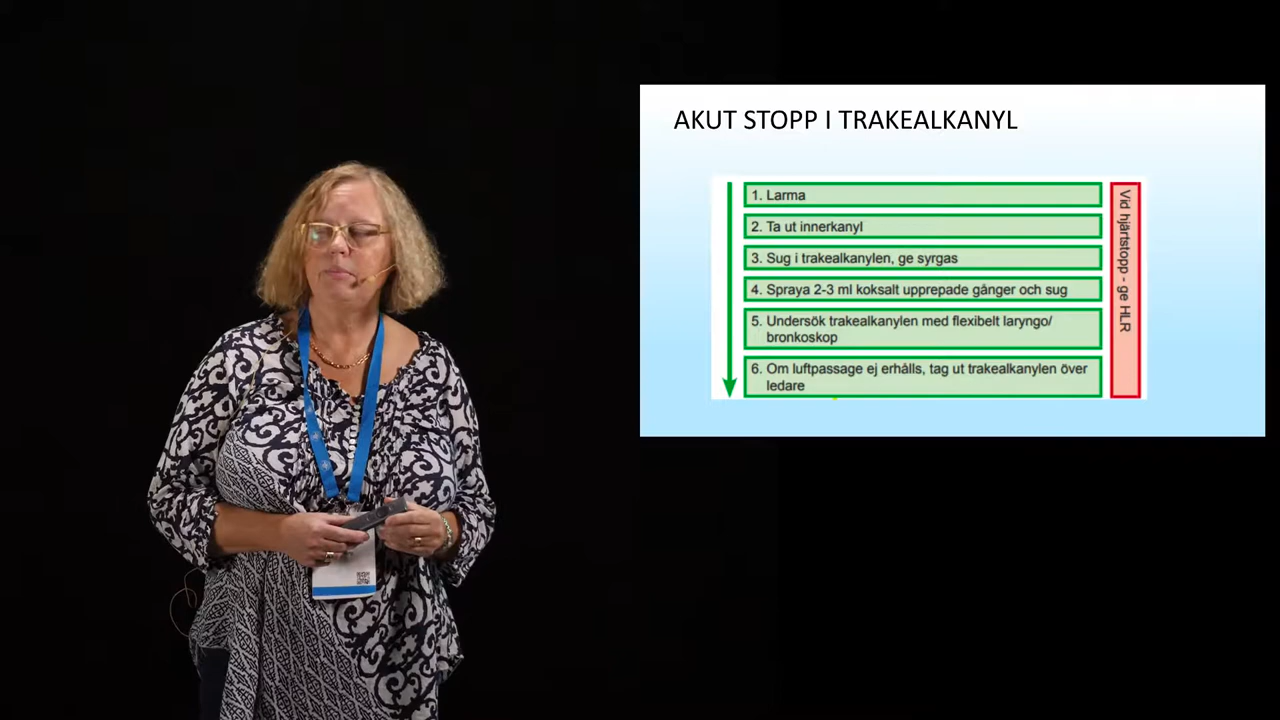 AKUT STOPP I TRAKEALKANYL
1. Larma
2. Ta ut innerkanyl
3. Sug i trakealkanylen, ge syrgas
4. Spraya 2-3 ml koksalt upprepade gånger och sug
5. Undersök trakealkanylen med flexibelt laryngo/
bronkoskop
6. Om luftpassage ej erhålls, tag ut trakealkanylen över
ledare
Vid hjärtstopp - ge HLR